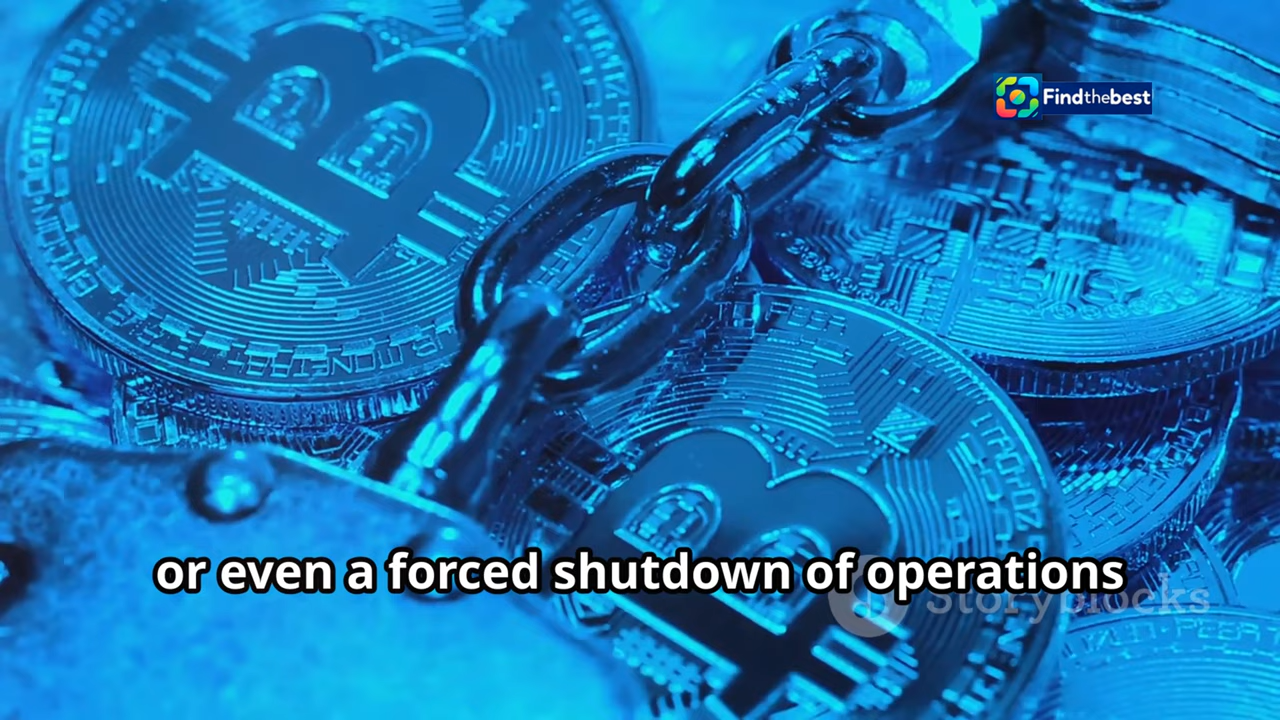 Findthebest
or even a forced shutdown of operations
Storyblocks